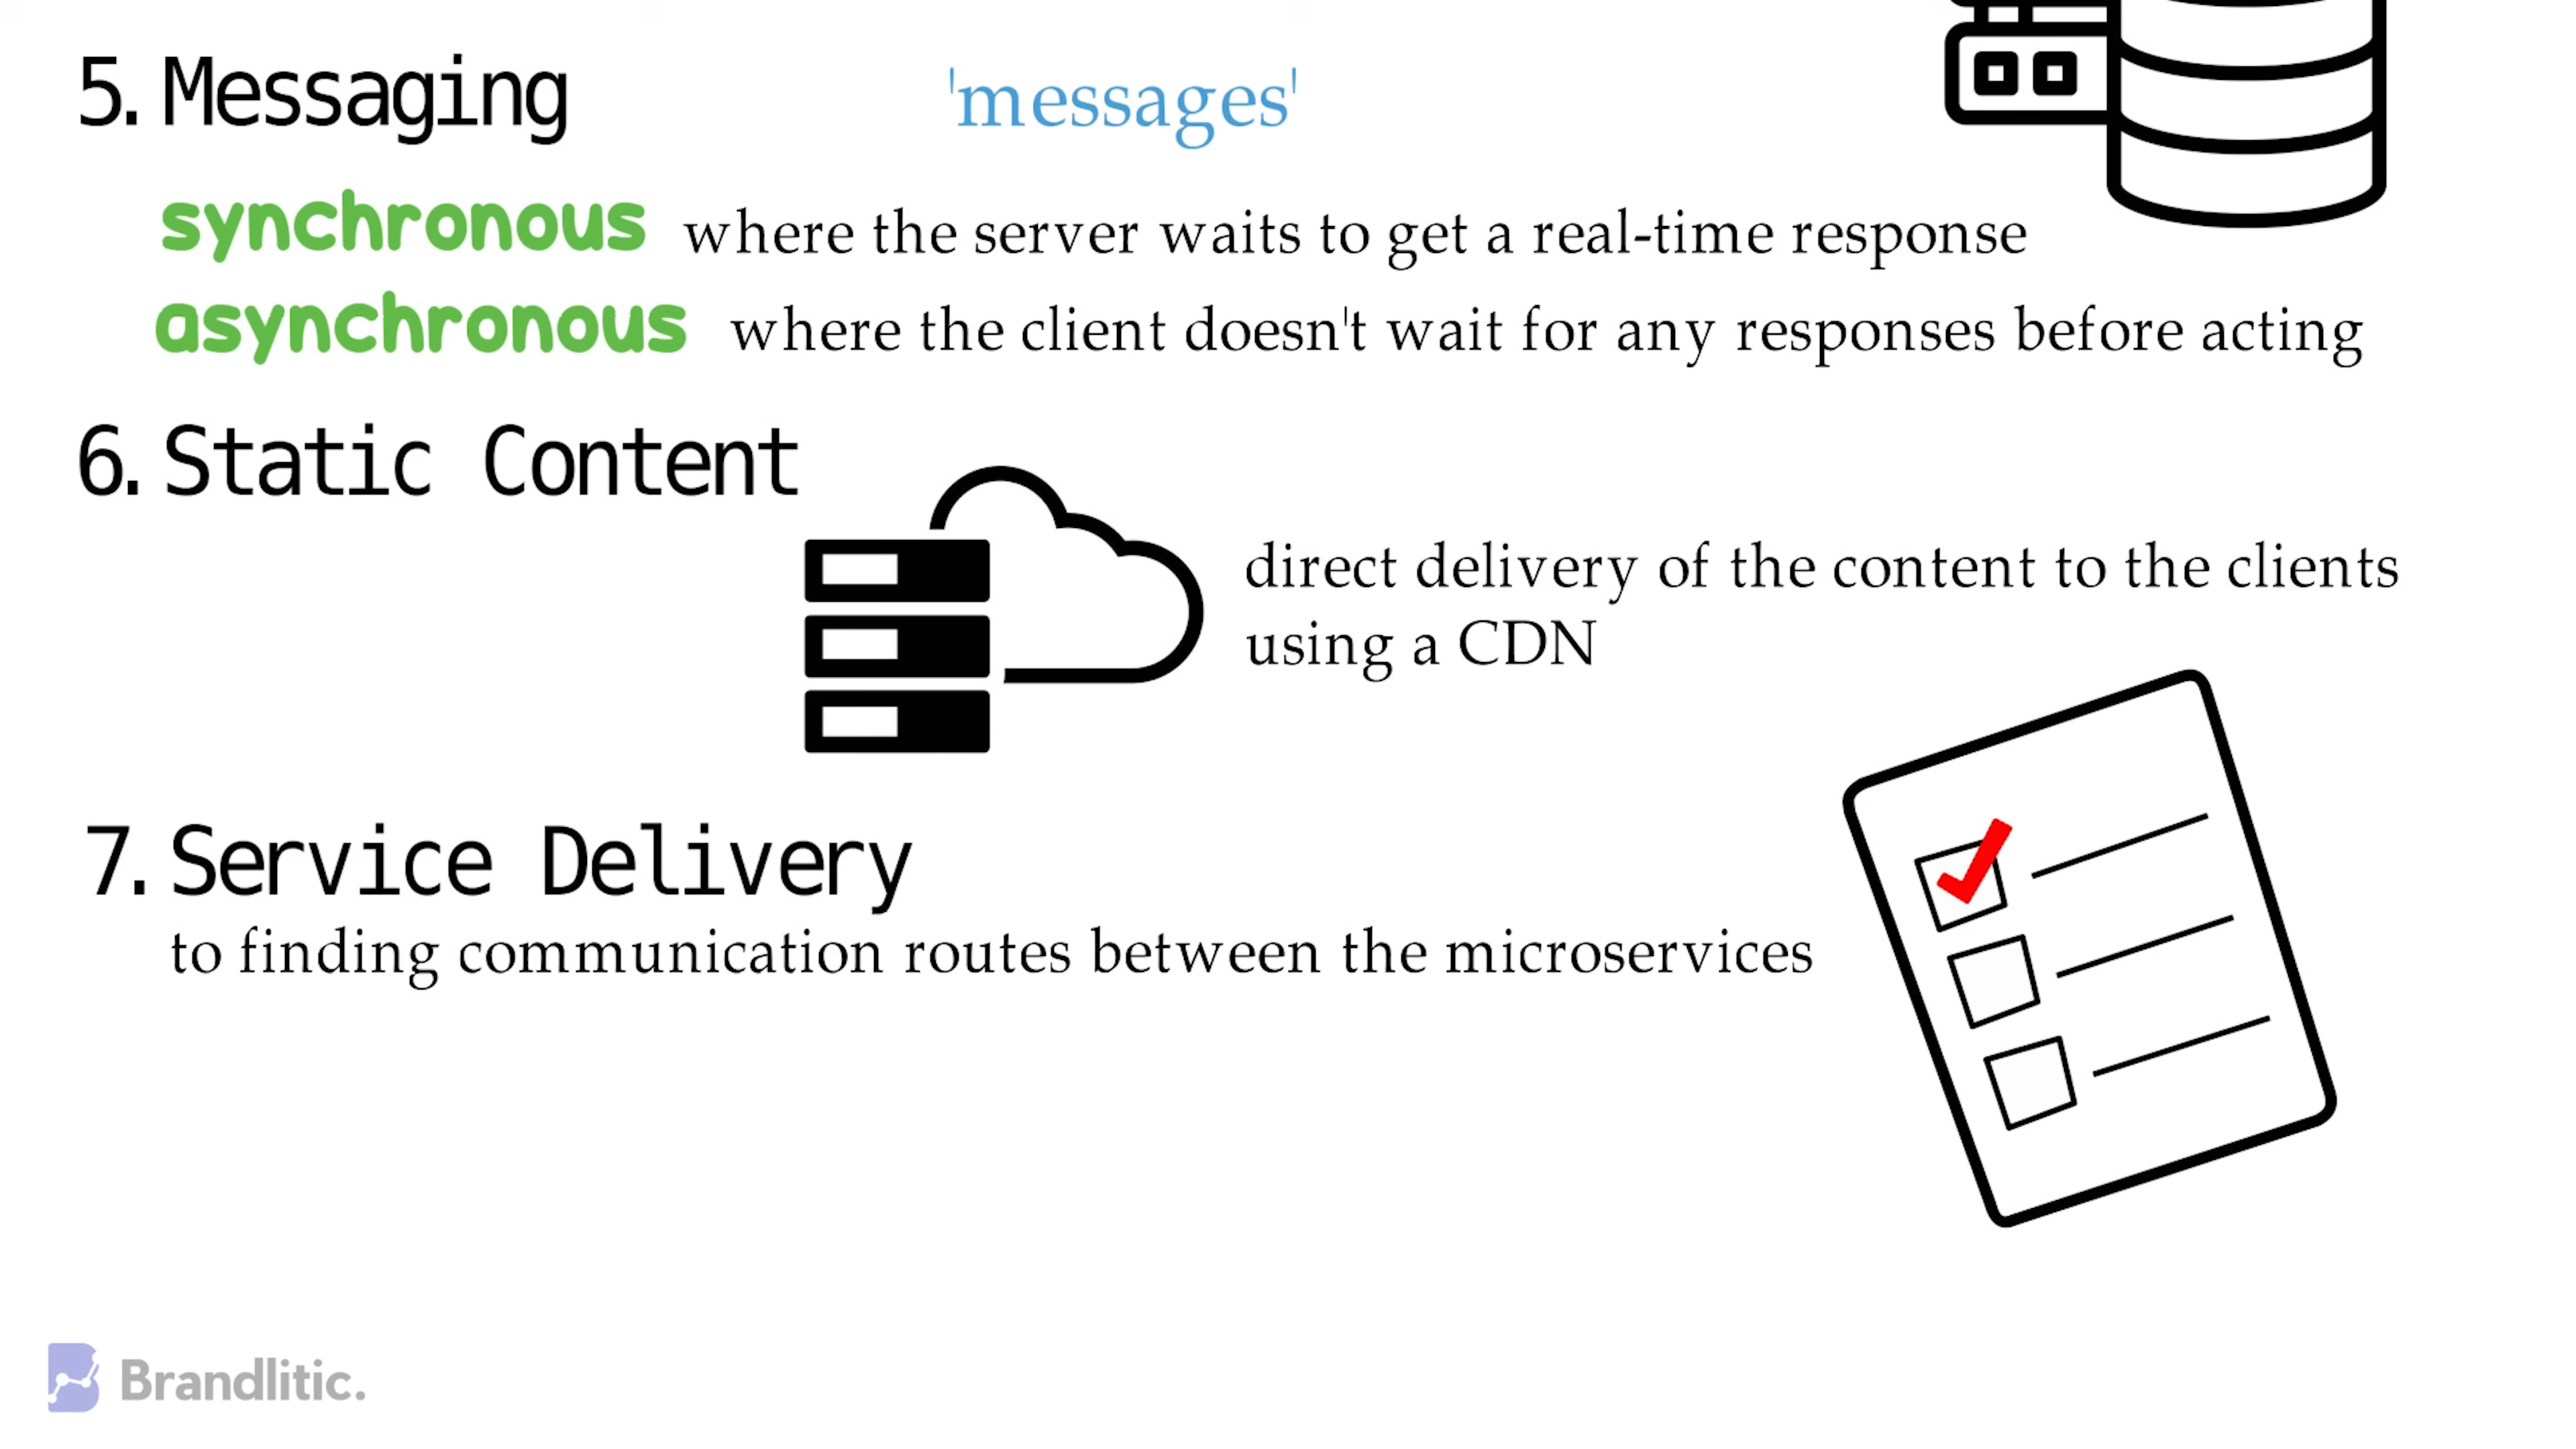 5. Messaging 'messages'
synchronous where the server waits to get a real-time response
asynchronous where the client doesn't wait for any responses before acting
6. Static Content
direct delivery of the content to the clients
using a CDN
7. Service Delivery
to finding communication routes between the microservices
Brandlitic.